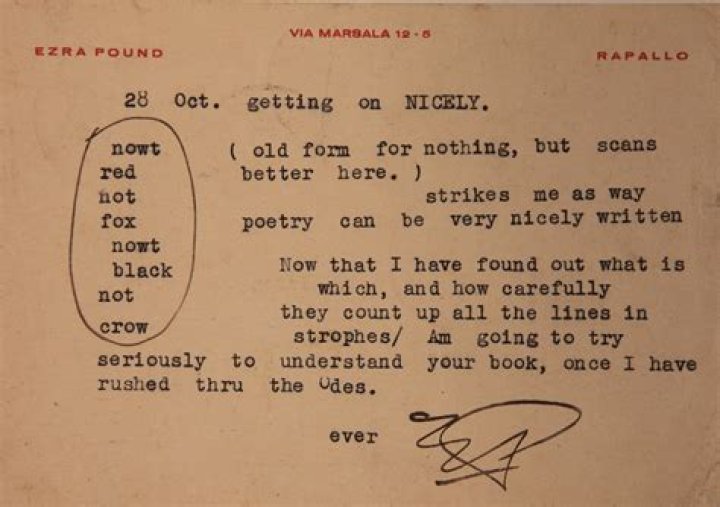 VIA MARSALA 12 - 5
EZRA POUND RAPALLO
28 Oct. getting on NICELY.
nowt ( old form for nothing, but scans
red better here. )
not strikes me as way
fox poetry can be very nicely written
nowt
black Now that I have found out what is
not which, and how carefully
crow they count up all the lines in
strophes/ Am going to try
seriously to understand your book, once I have
rushed thru the Odes.
ever
EP